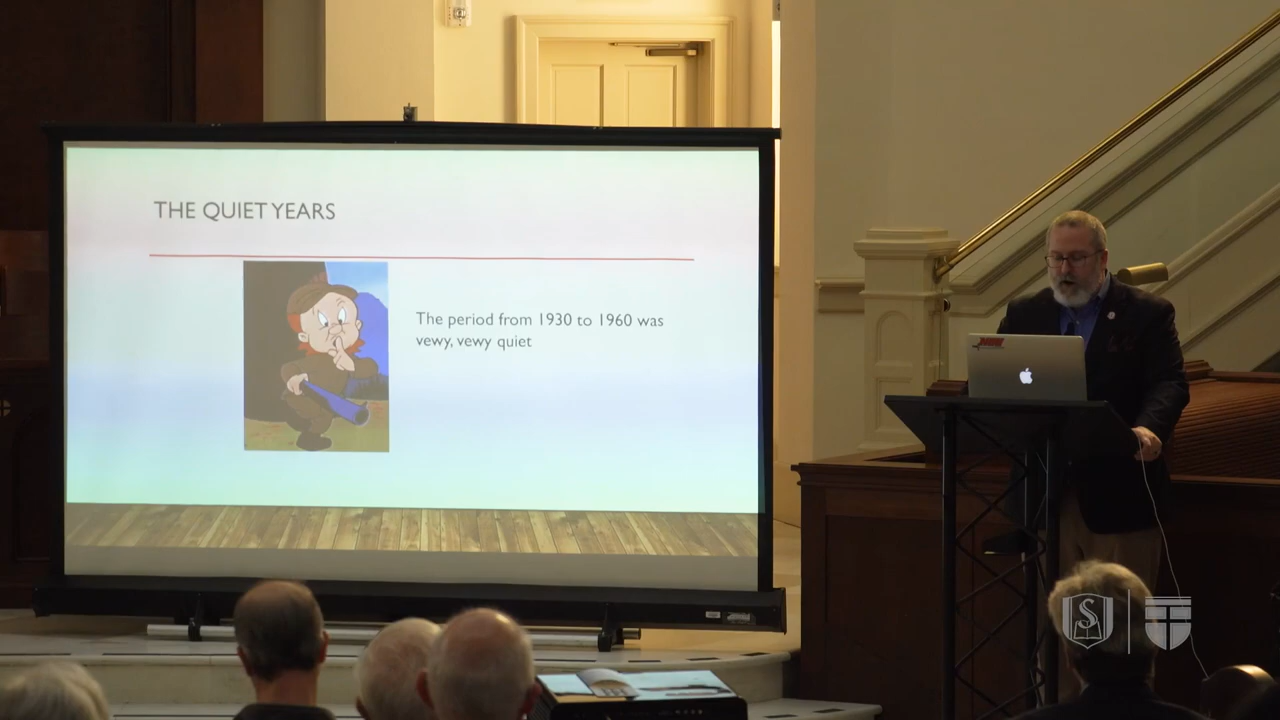 THE QUIET YEARS
The period from 1930 to 1960 was
vewy, vewy quiet
S